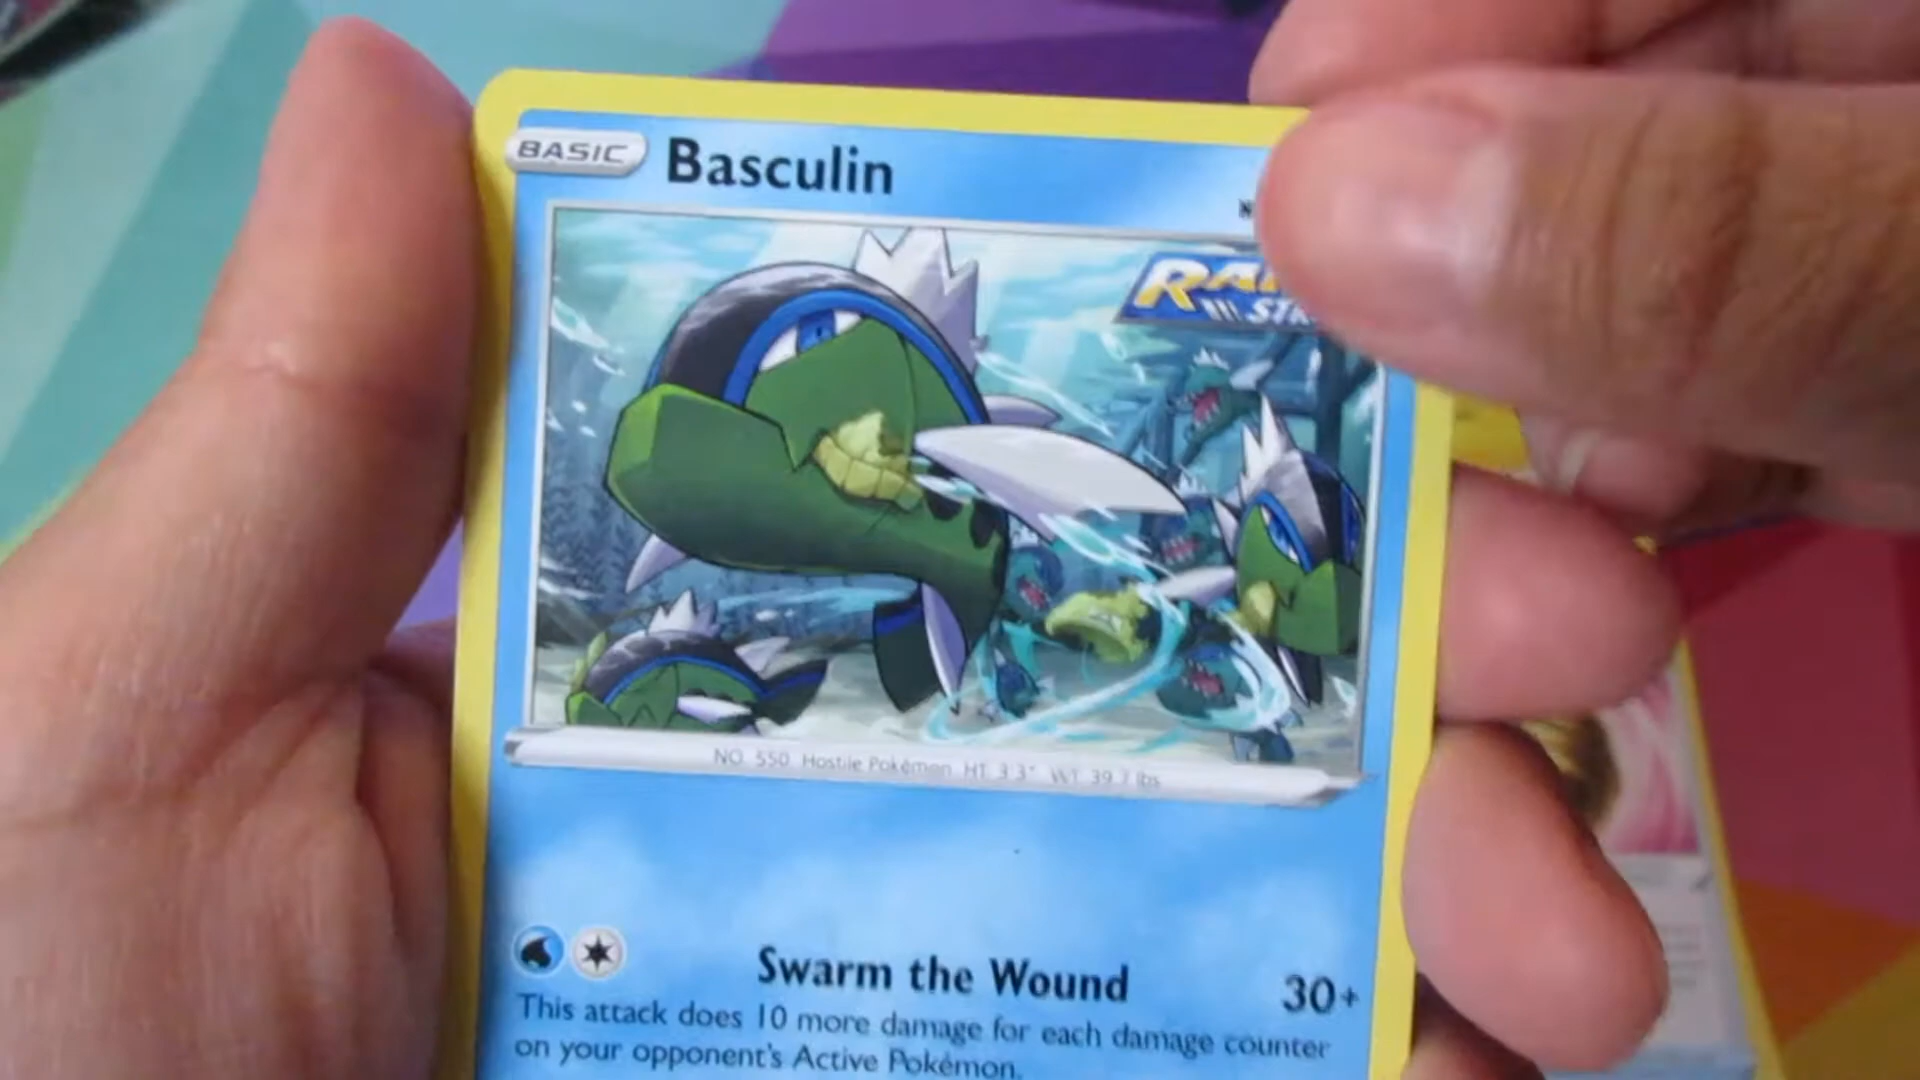 BASIC Basculin
NO. 550 Hostile Pokémon HT 3'3" WT 39.7 lbs
Swarm the Wound 30+
This attack does 10 more damage for each damage counter
on your opponent's Active Pokémon.